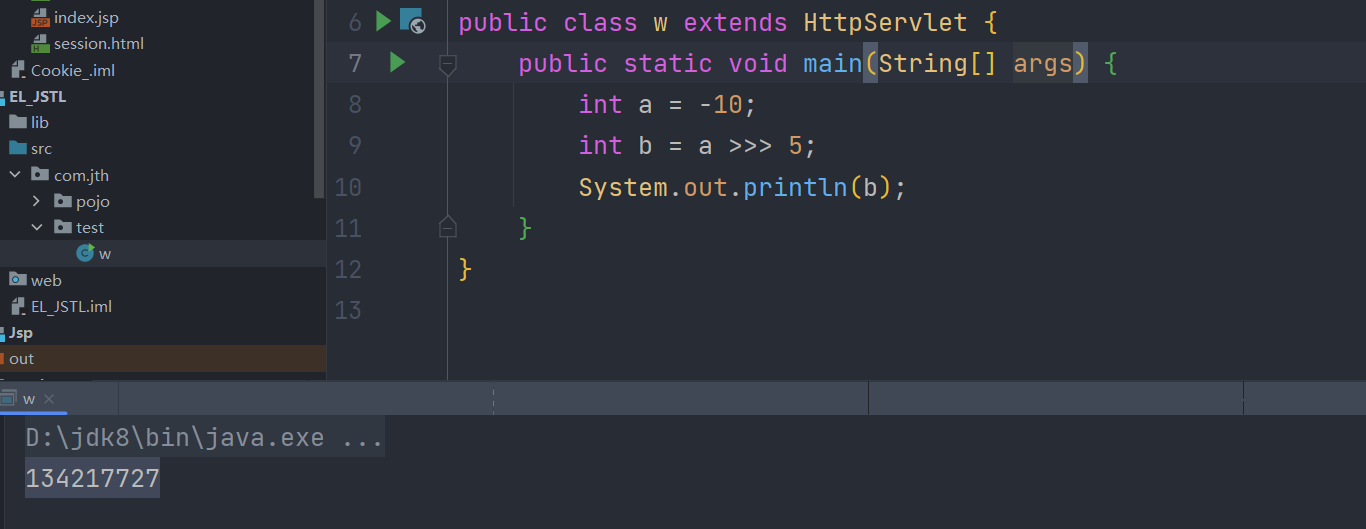 index.jsp
session.html
Cookie_.iml
EL_JSTL
lib
src
com.jth
pojo
test
w
web
EL_JSTL.iml
Jsp
out
6 public class w extends HttpServlet {
7 public static void main(String[] args) {
8 int a = -10;
9 int b = a >>> 5;
10 System.out.println(b);
11 }
12 }
13
w ×
D:\jdk8\bin\java.exe ...
134217727